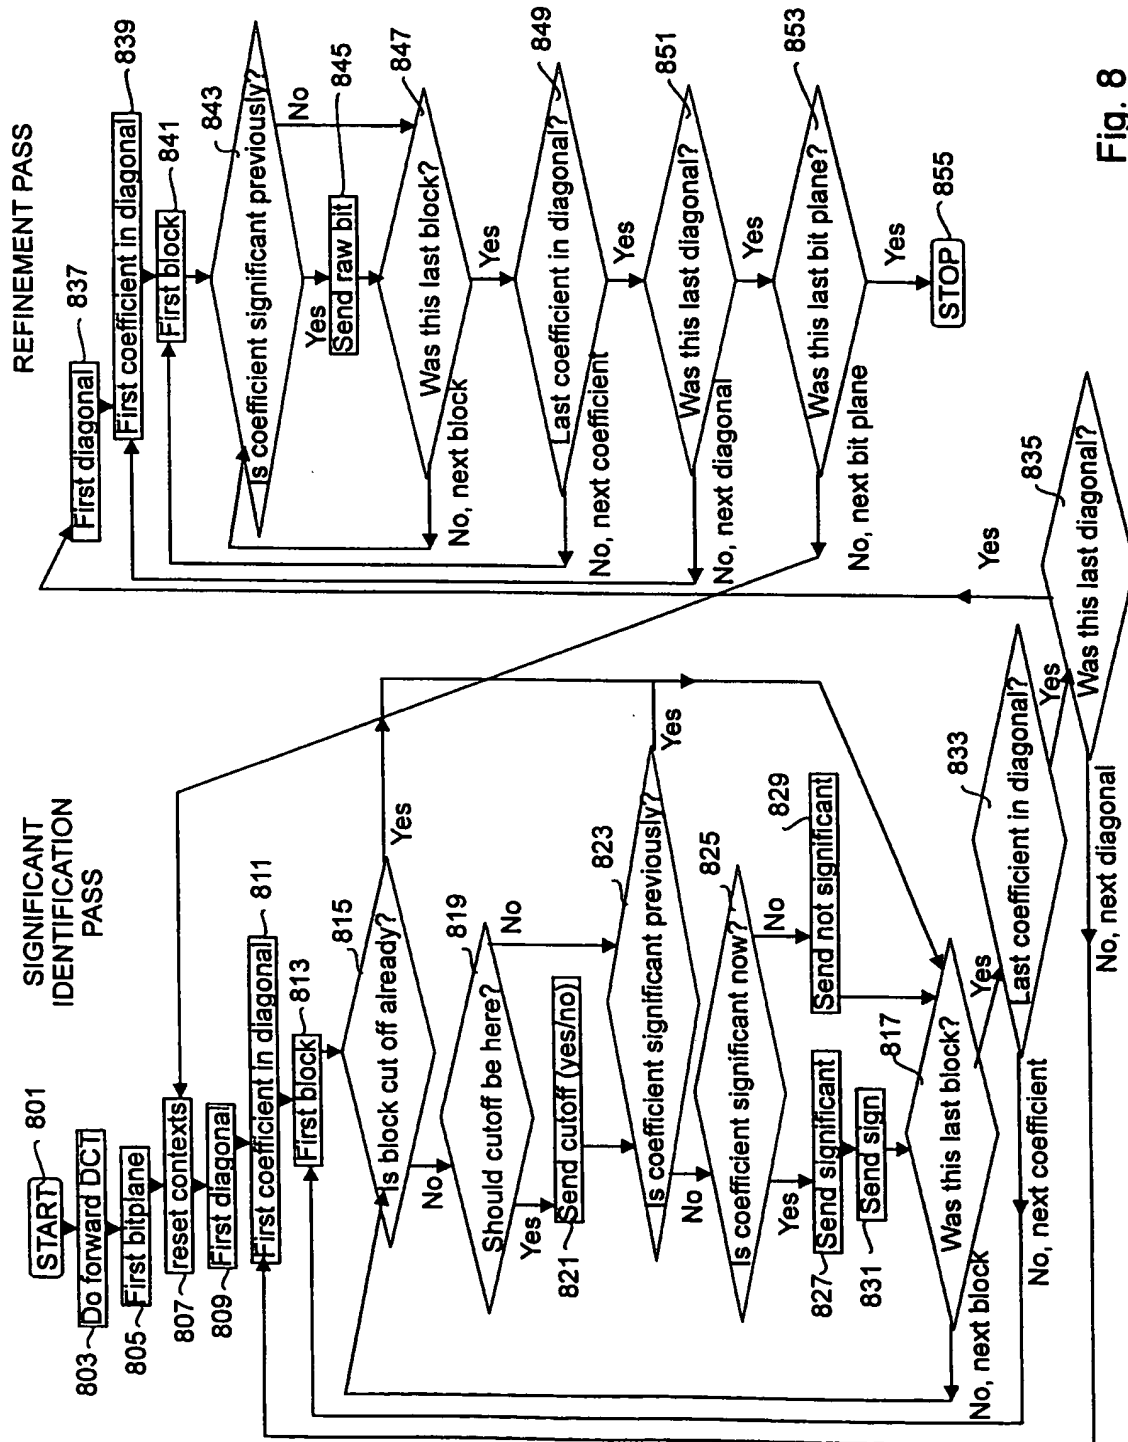 SIGNIFICANT
IDENTIFICATION
PASS
START
801
Do forward DCT
803
First bitplane
805
reset contexts
807
First diagonal
809
First coefficient in diagonal
811
First block
813
Is block cut off already?
815
Yes
No
Should cutoff be here?
819
No
Yes
Send cutoff (yes/no)
821
Is coefficient significant previously?
823
Yes
No
Is coefficient significant now?
825
No
Yes
Send significant
827
Send not significant
829
Send sign
831
Was this last block?
817
No, next block
Yes
Last coefficient in diagonal?
833
No, next coefficient
Yes
Was this last diagonal?
835
No, next diagonal
Yes
REFINEMENT PASS
First diagonal
837
First coefficient in diagonal
839
First block
841
Is coefficient significant previously?
843
No
Yes
Send raw bit
845
Was this last block?
847
No, next block
Yes
Last coefficient in diagonal?
849
No, next coefficient
Yes
Was this last diagonal?
851
No, next diagonal
Yes
Was this last bit plane?
853
No, next bit plane
Yes
STOP
855
Fig. 8